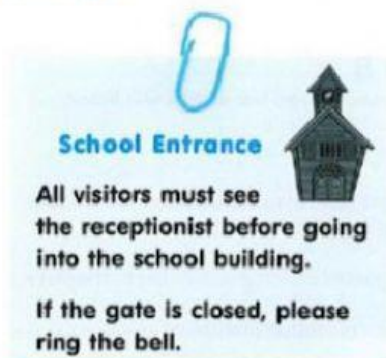 School Entrance
All visitors must see
the receptionist before going
into the school building.
If the gate is closed, please
ring the bell.